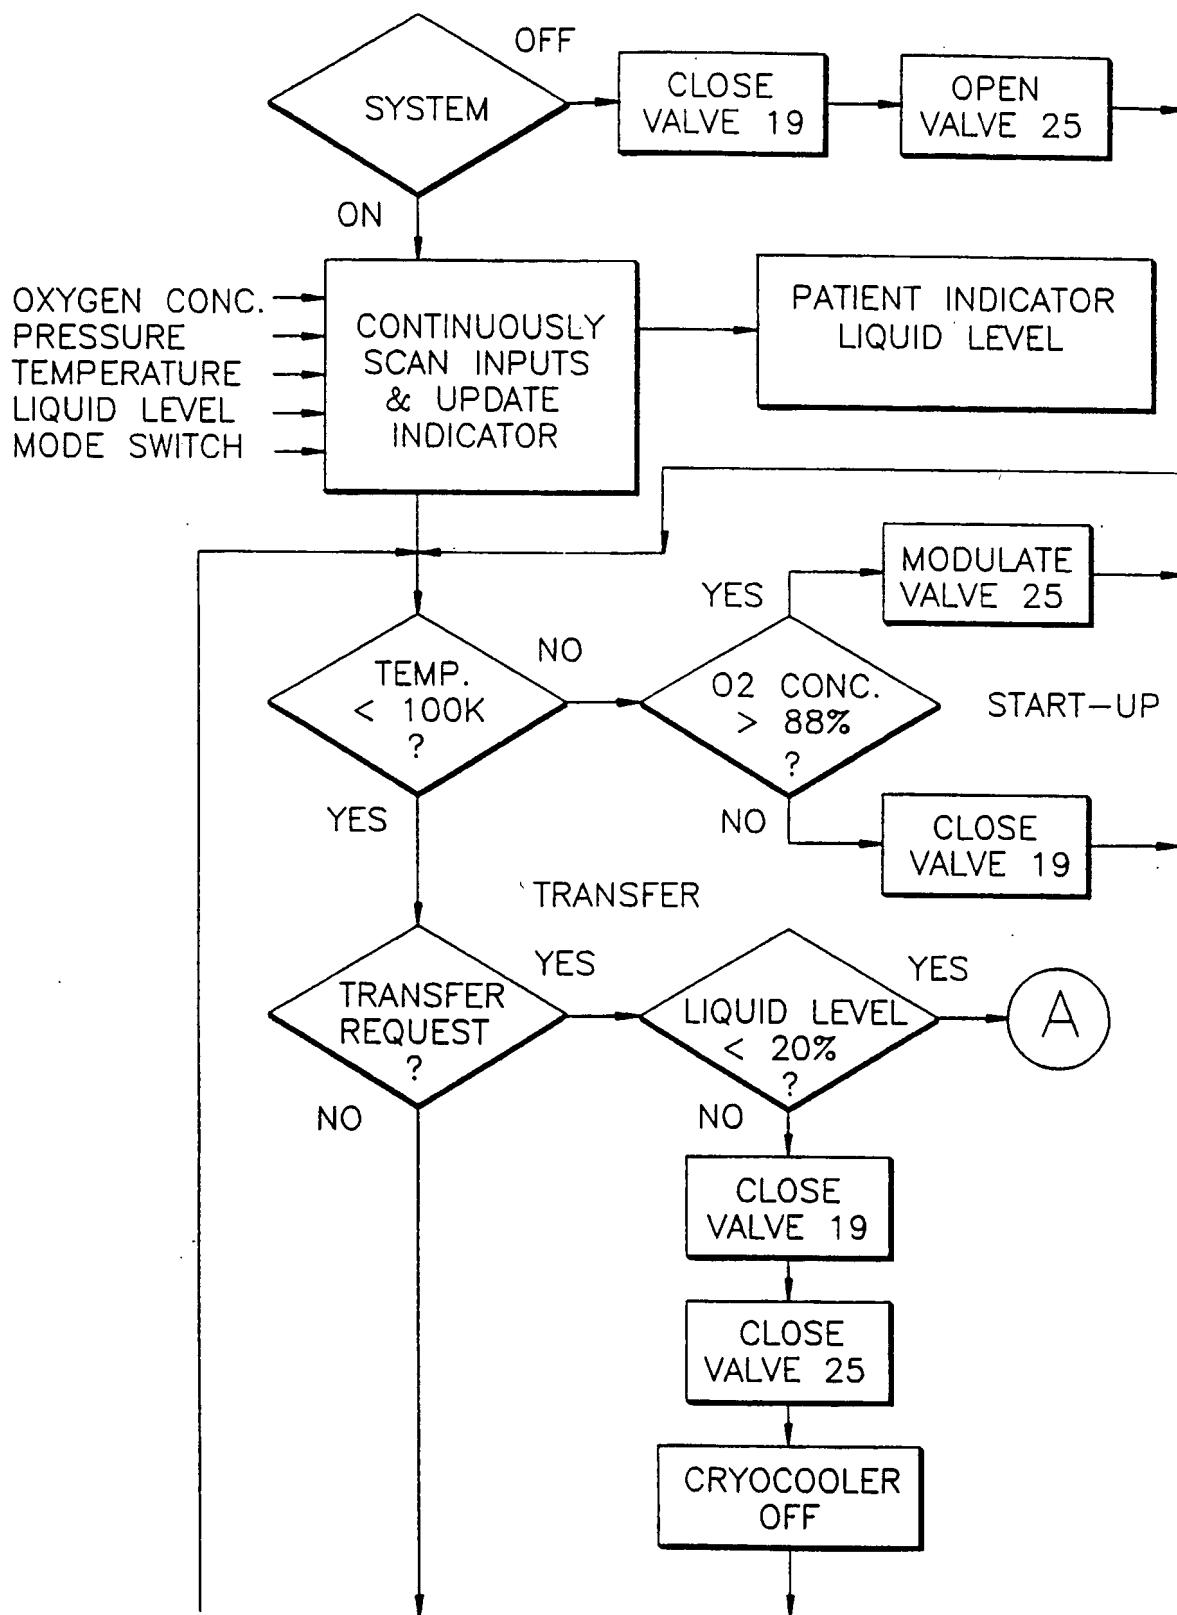 OFF
SYSTEM
CLOSE
VALVE 19
OPEN
VALVE 25
ON
OXYGEN CONC.
PRESSURE
TEMPERATURE
LIQUID LEVEL
MODE SWITCH
CONTINUOUSLY
SCAN INPUTS
& UPDATE
INDICATOR
PATIENT INDICATOR
LIQUID LEVEL
MODULATE
VALVE 25
YES
NO
TEMP.
< 100K
?
O2 CONC.
> 88%
?
START-UP
YES
NO
CLOSE
VALVE 19
TRANSFER
YES
YES
TRANSFER
REQUEST
?
LIQUID LEVEL
< 20%
?
A
NO
NO
CLOSE
VALVE 19
CLOSE
VALVE 25
CRYOCOOLER
OFF